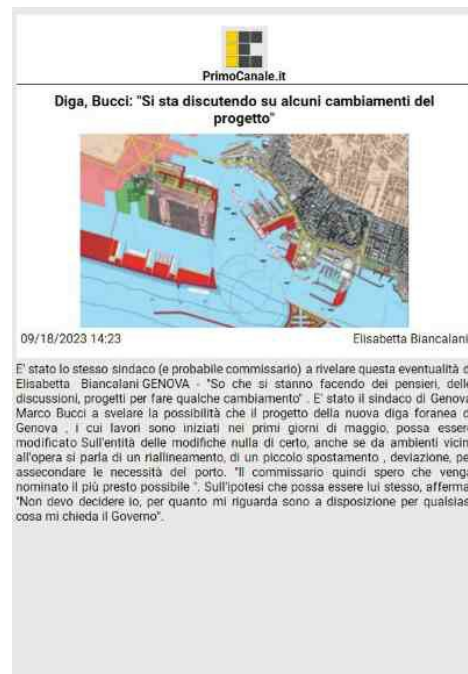 PrimoCanale.it
Diga, Bucci: "Si sta discutendo su alcuni cambiamenti del
progetto"
09/18/2023 14:23
Elisabetta Biancalani
E' stato lo stesso sindaco (e probabile commissario) a rivelare questa eventualità d
Elisabetta Biancalani GENOVA - "So che si stanno facendo dei pensieri, delle
discussioni, progetti per fare qualche cambiamento" . E' stato il sindaco di Genova
Marco Bucci a svelare la possibilità che il progetto della nuova diga foranea d
Genova , i cui lavori sono iniziati nei primi giorni di maggio, possa essere
modificato Sull'entità delle modifiche nulla di certo, anche se da ambienti vicin
all'opera si parla di un riallineamento, di un piccolo spostamento , deviazione, pe
assecondare le necessità del porto. "Il commissario quindi spero che venga
nominato il più presto possibile ". Sull'ipotesi che possa essere lui stesso, afferma
"Non devo decidere io, per quanto mi riguarda sono a disposizione per qualsias
cosa mi chieda il Governo".